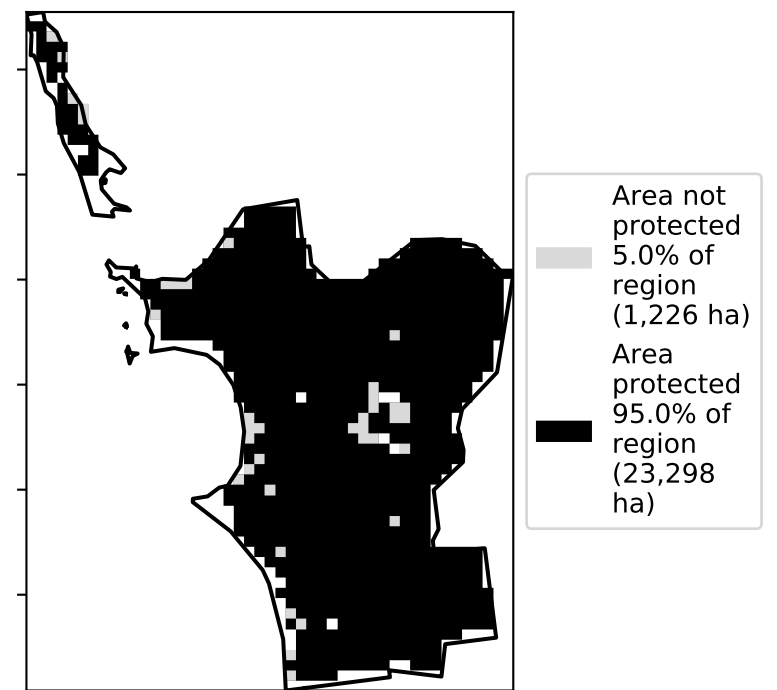 Area not
protected
5.0% of
region
(1,226 ha)
Area
protected
95.0% of
region
(23,298
ha)